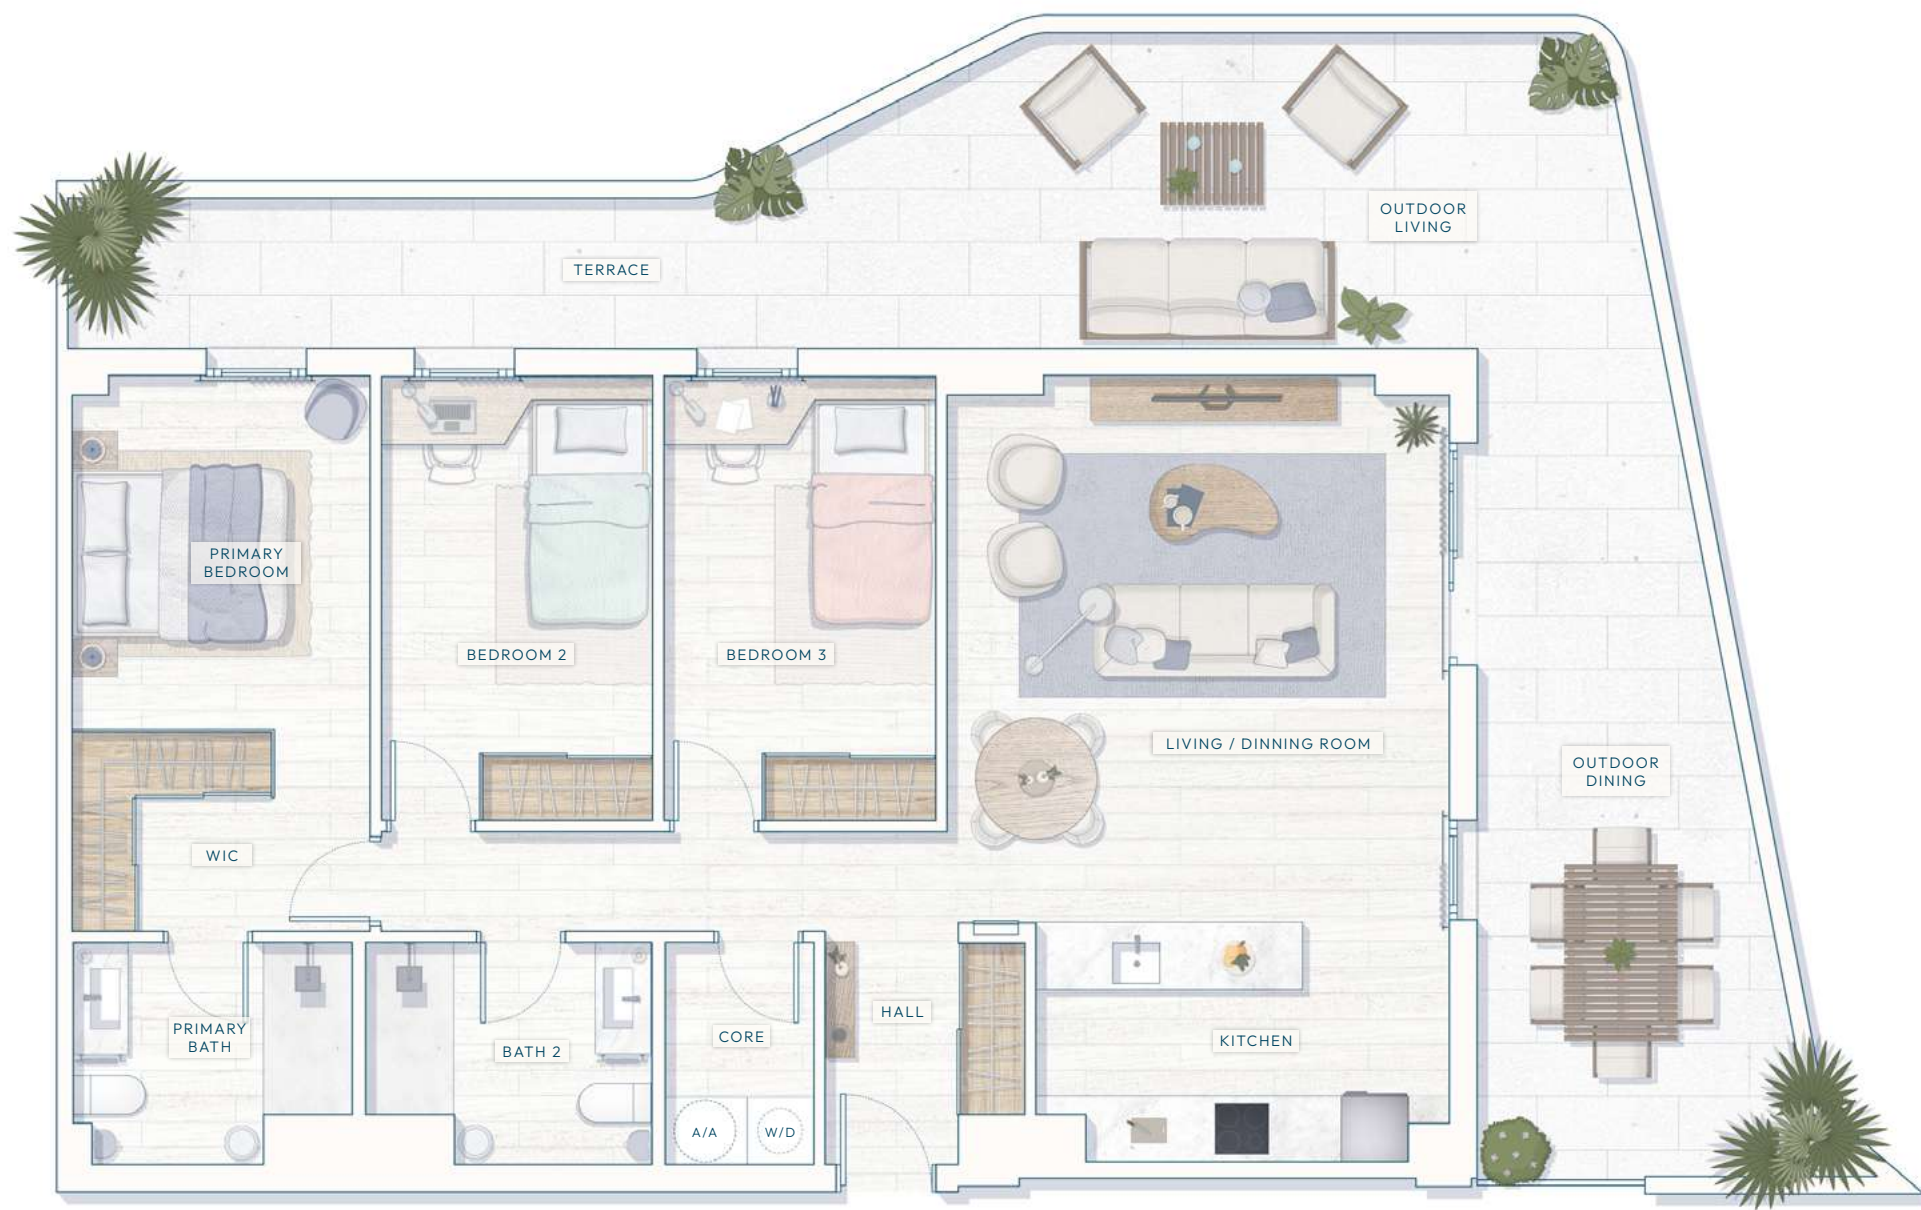 OUTDOOR
LIVING
TERRACE
PRIMARY
BEDROOM
BEDROOM 2
BEDROOM 3
LIVING / DINNING ROOM
OUTDOOR
DINING
WIC
HALL
PRIMARY
BATH
BATH 2
CORE
KITCHEN
A/A
W/D